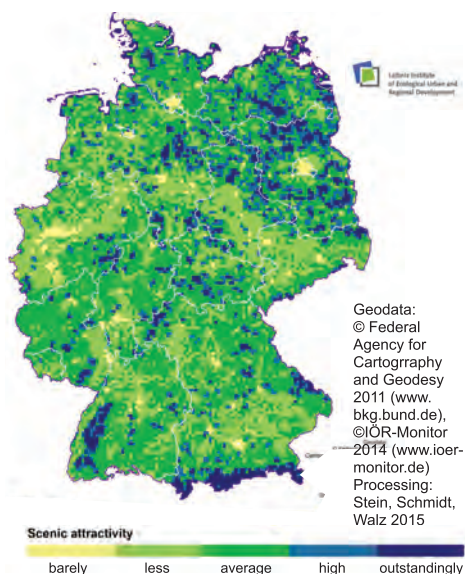 Leibniz Institute
of Ecological Urban and
Regional Development
Geodata:
© Federal
Agency for
Cartogrraphy
and Geodesy
2011 (www.
bkg.bund.de),
©IÖR-Monitor
2014 (www.ioer-
monitor.de)
Processing:
Stein, Schmidt,
Walz 2015
Scenic attractivity
barely less average high outstandingly